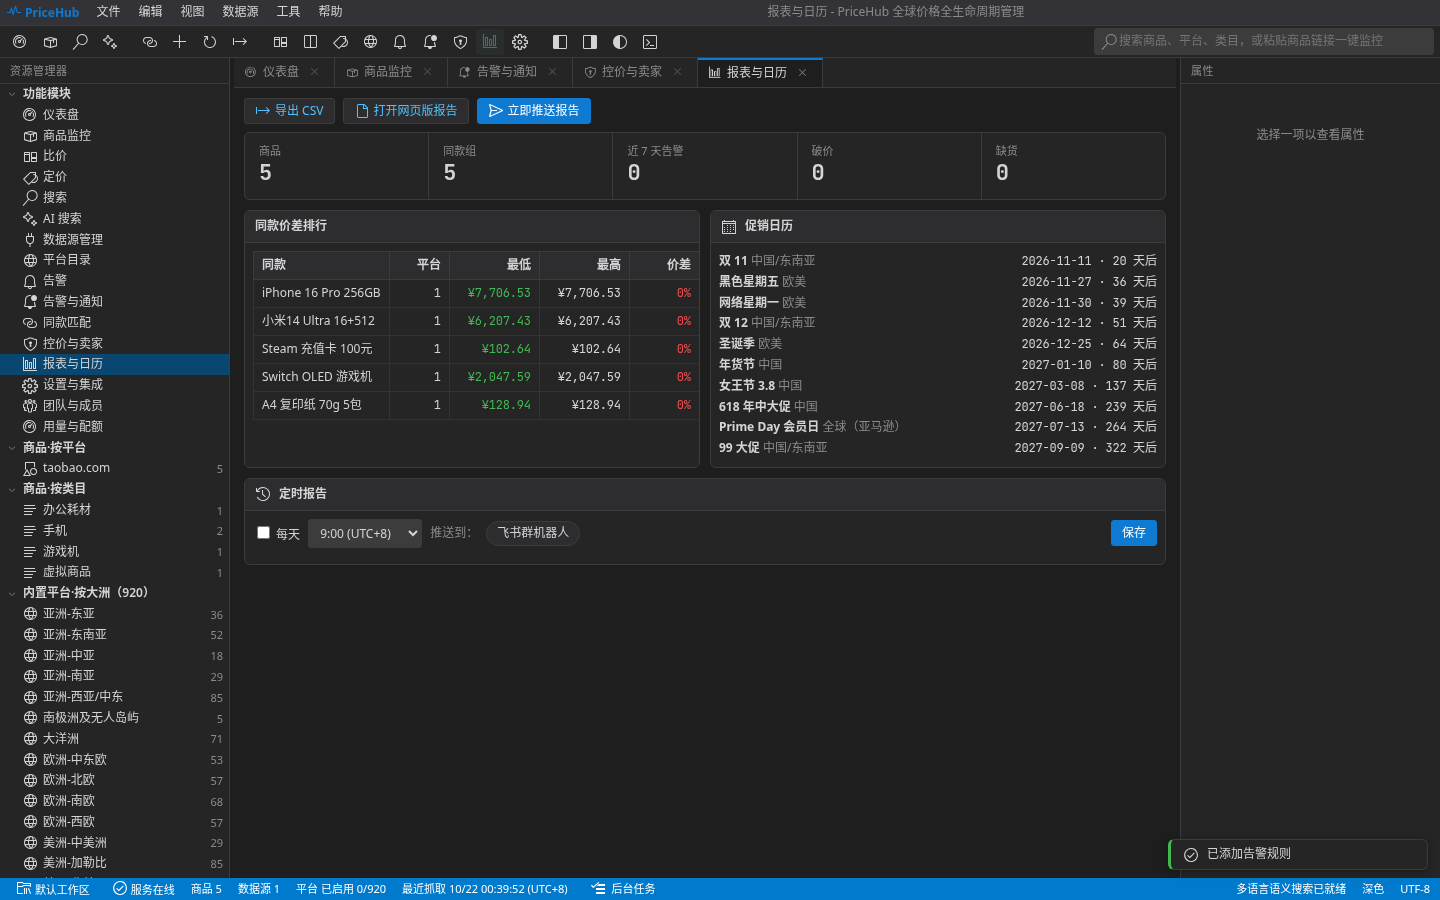 PriceHub 文件 编辑 视图 数据源 工具 帮助 报表与日历 - PriceHub 全球价格全生命周期管理
搜索商品、平台、类目，或粘贴商品链接一键监控
资源管理器
功能模块
仪表盘
商品监控
比价
定价
搜索
AI 搜索
数据源管理
平台目录
告警
告警与通知
同款匹配
控价与卖家
报表与日历
设置与集成
团队与成员
用量与配额
商品·按平台
taobao.com 5
商品·按类目
办公耗材 1
手机 2
游戏机 1
虚拟商品 1
内置平台·按大洲（920）
亚洲-东亚 36
亚洲-东南亚 52
亚洲-中亚 18
亚洲-南亚 29
亚洲-西亚/中东 85
南极洲及无人岛屿 5
大洋洲 71
欧洲-中东欧 53
欧洲-北欧 57
欧洲-南欧 68
欧洲-西欧 57
美洲-中美洲 29
美洲-加勒比 85
仪表盘 商品监控 告警与通知 控价与卖家 报表与日历
导出 CSV 打开网页版报告 立即推送报告
商品 同款组 近 7 天告警 破价 缺货
5 5 0 0 0
同款价差排行
同款 平台 最低 最高 价差
iPhone 16 Pro 256GB 1 ¥7,706.53 ¥7,706.53 0%
小米14 Ultra 16+512 1 ¥6,207.43 ¥6,207.43 0%
Steam 充值卡 100元 1 ¥102.64 ¥102.64 0%
Switch OLED 游戏机 1 ¥2,047.59 ¥2,047.59 0%
A4 复印纸 70g 5包 1 ¥128.94 ¥128.94 0%
促销日历
双 11 中国/东南亚 2026-11-11 · 20 天后
黑色星期五 欧美 2026-11-27 · 36 天后
网络星期一 欧美 2026-11-30 · 39 天后
双 12 中国/东南亚 2026-12-12 · 51 天后
圣诞季 欧美 2026-12-25 · 64 天后
年货节 中国 2027-01-10 · 80 天后
女王节 3.8 中国 2027-03-08 · 137 天后
618 年中大促 中国 2027-06-18 · 239 天后
Prime Day 会员日 全球（亚马逊） 2027-07-13 · 264 天后
99 大促 中国/东南亚 2027-09-09 · 322 天后
定时报告
每天 9:00 (UTC+8) 推送到： 飞书群机器人 保存
属性
选择一项以查看属性
已添加告警规则
默认工作区 服务在线 商品 5 数据源 1 平台 已启用 0/920 最近抓取 10/22 00:39:52 (UTC+8) 后台任务 多语言语义搜索已就绪 深色 UTF-8